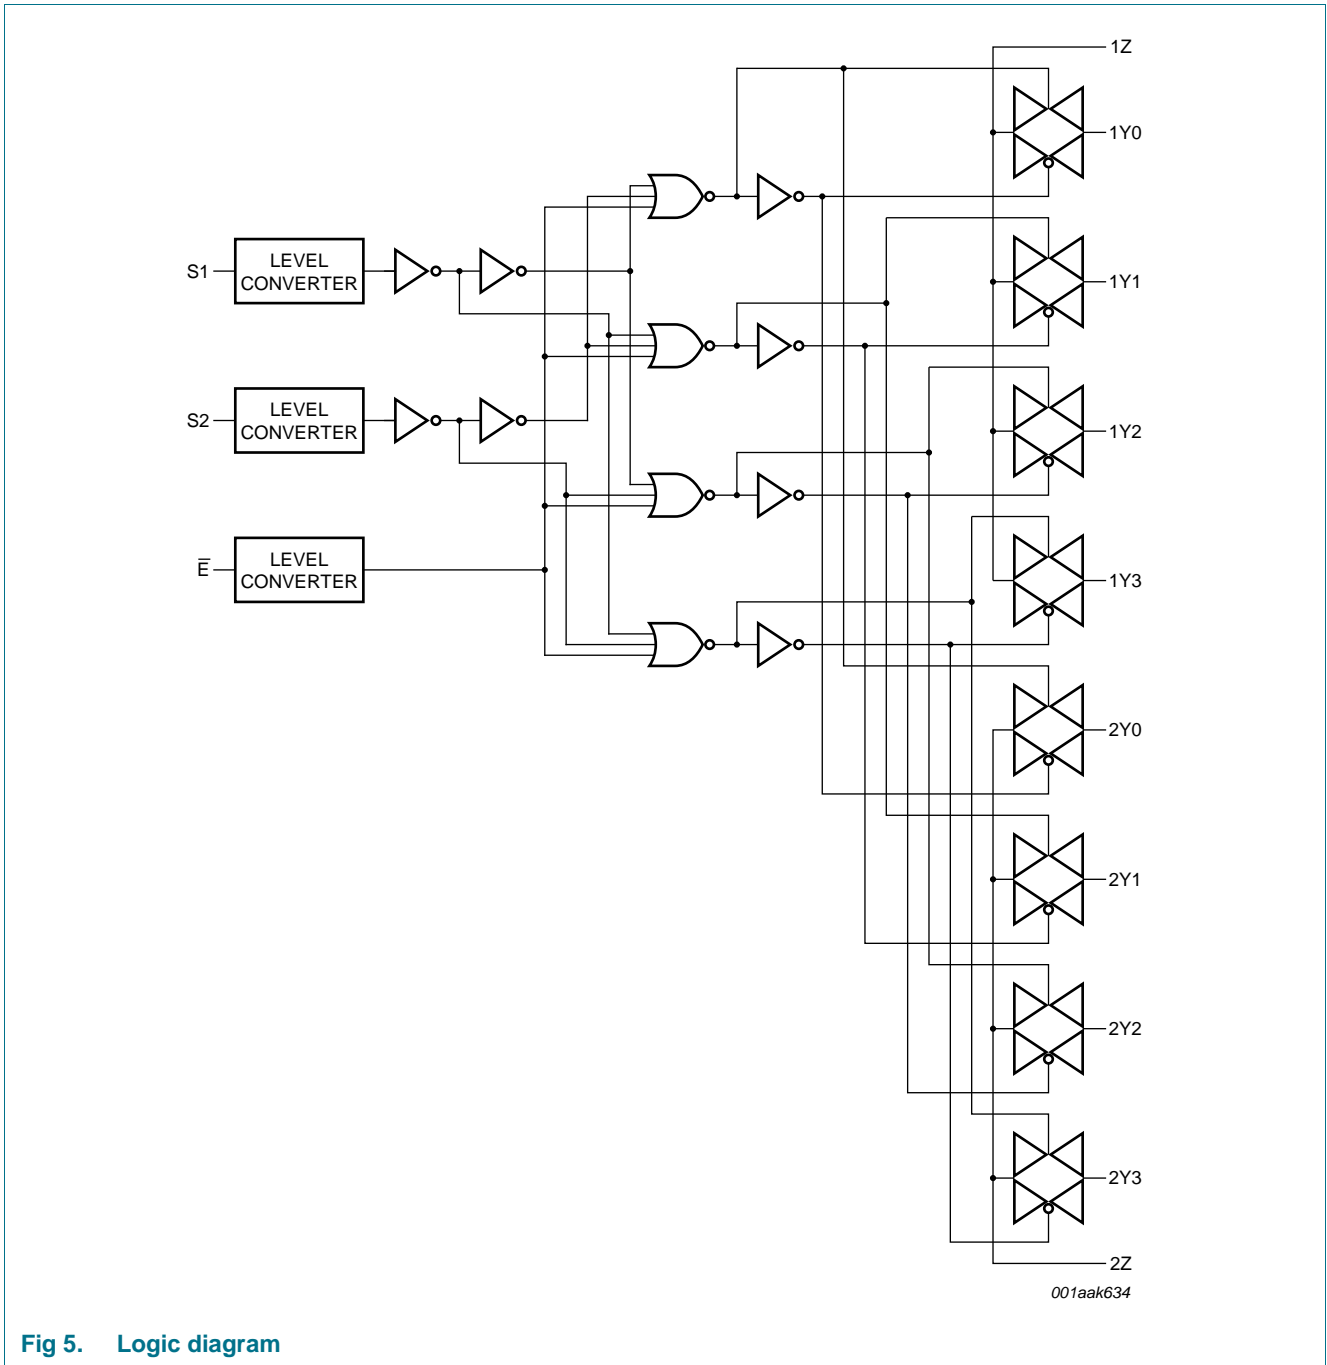 1Z
1Y0
S1
LEVEL
CONVERTER
1Y1
S2
LEVEL
CONVERTER
1Y2
E̅
LEVEL
CONVERTER
1Y3
2Y0
2Y1
2Y2
2Y3
2Z
001aak634
Fig 5. Logic diagram